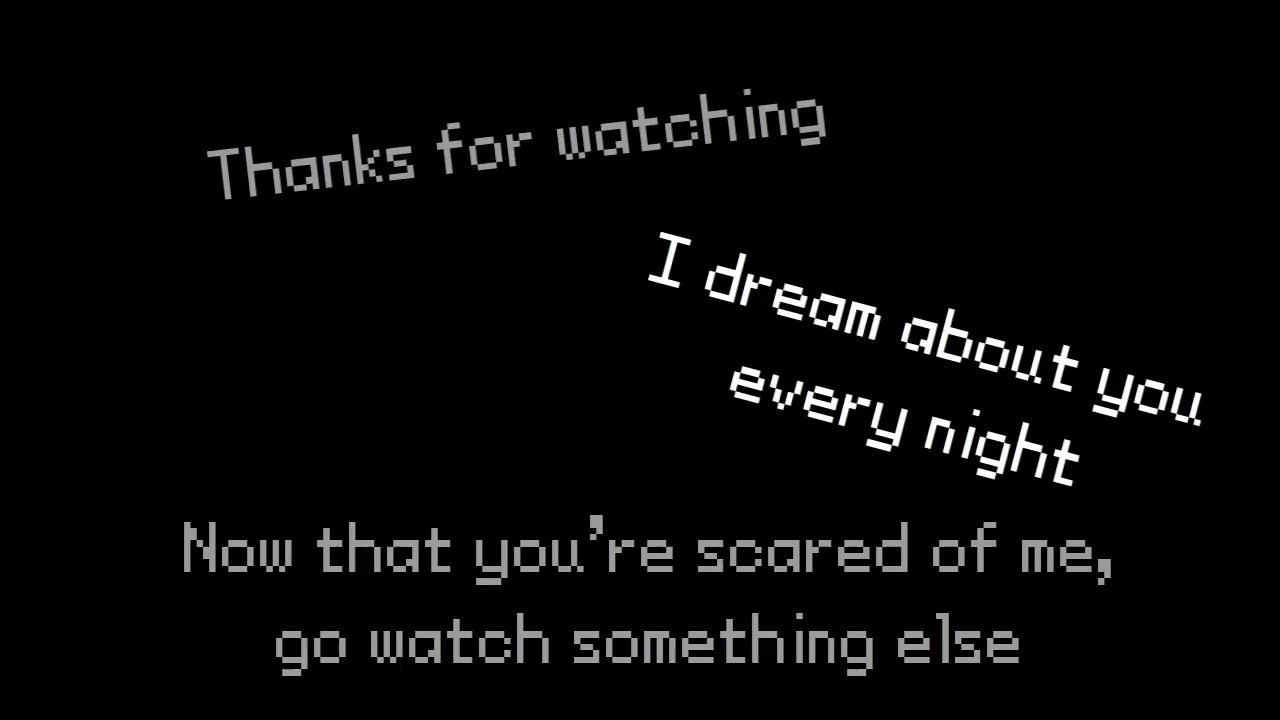 Thanks for watching
I dream about you
every night
Now that you're scared of me,
go watch something else